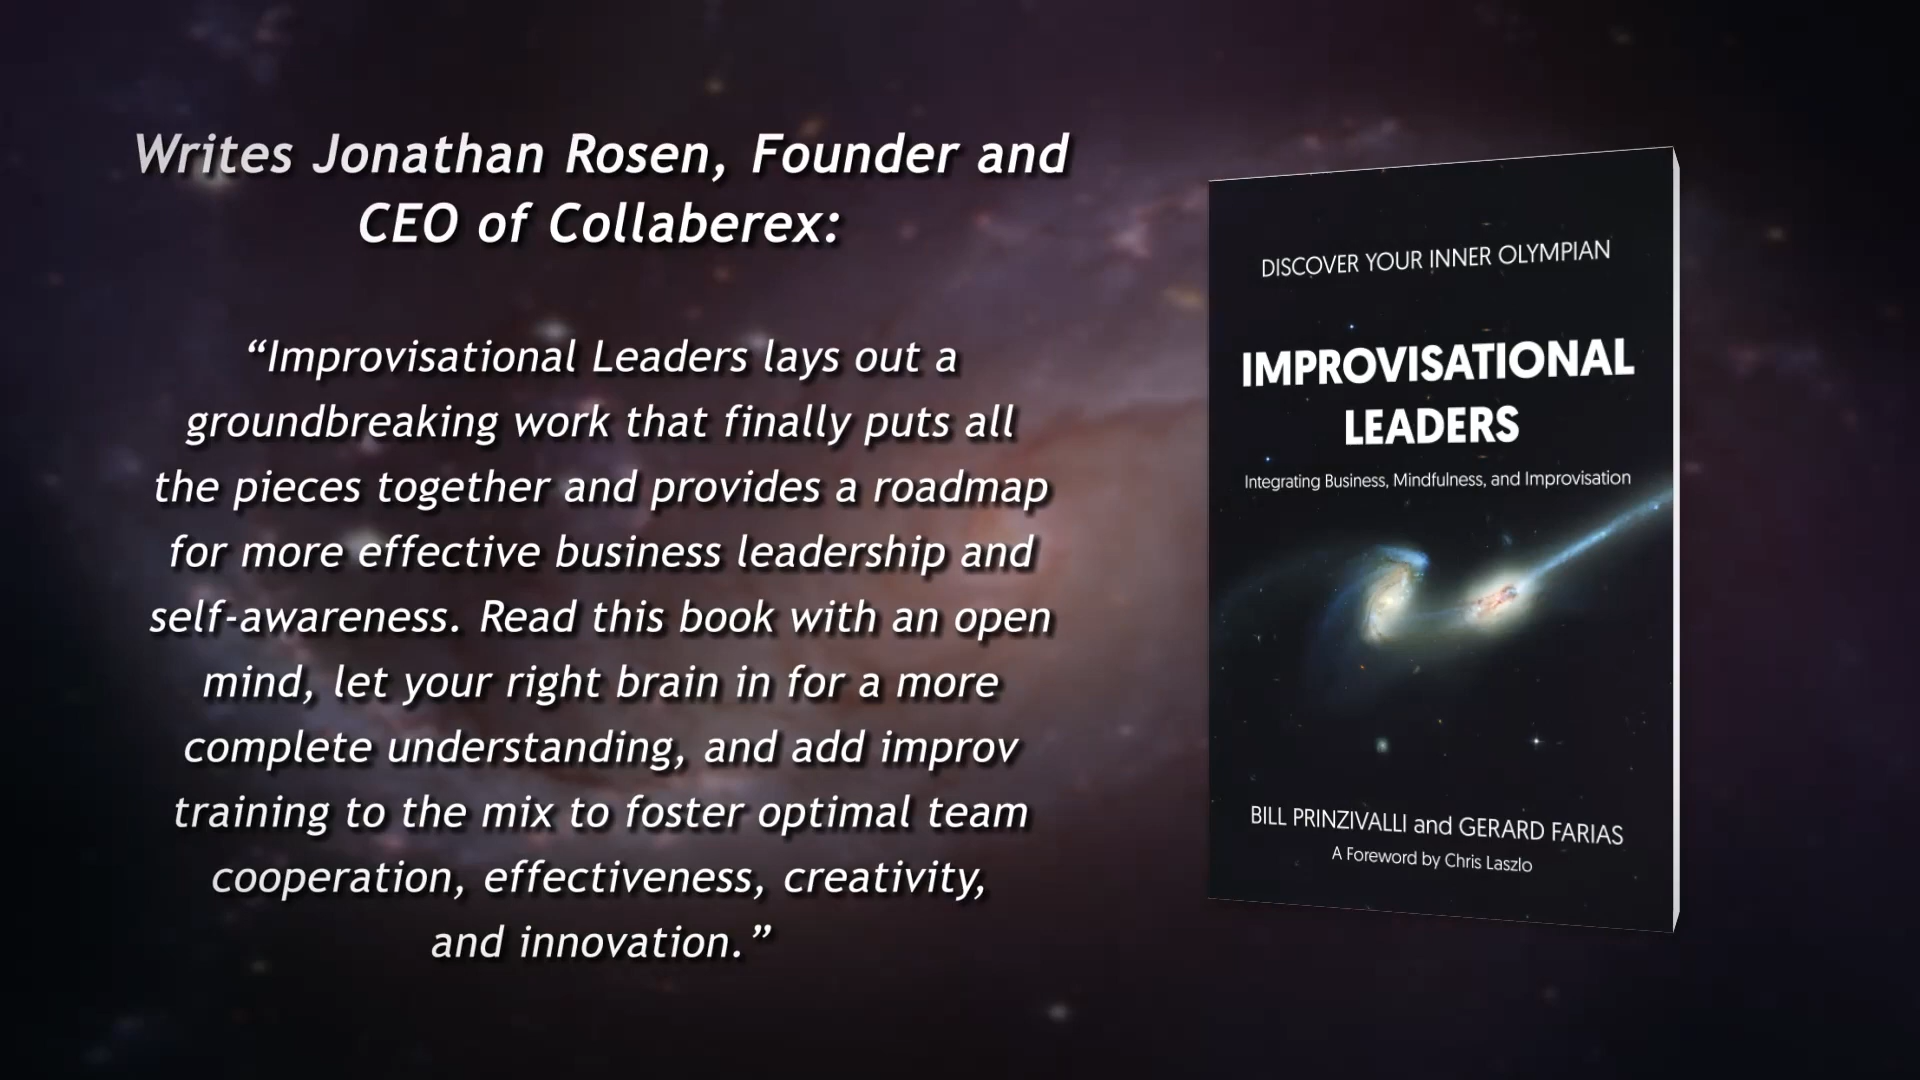 Writes Jonathan Rosen, Founder and
CEO of Collaberex:
“Improvisational Leaders lays out a
groundbreaking work that finally puts all
the pieces together and provides a roadmap
for more effective business leadership and
self-awareness. Read this book with an open
mind, let your right brain in for a more
complete understanding, and add improv
training to the mix to foster optimal team
cooperation, effectiveness, creativity,
and innovation.”
DISCOVER YOUR INNER OLYMPIAN
IMPROVISATIONAL
LEADERS
Integrating Business, Mindfulness, and Improvisation
BILL PRINZIVALLI and GERARD FARIAS
A Foreword by Chris Laszlo